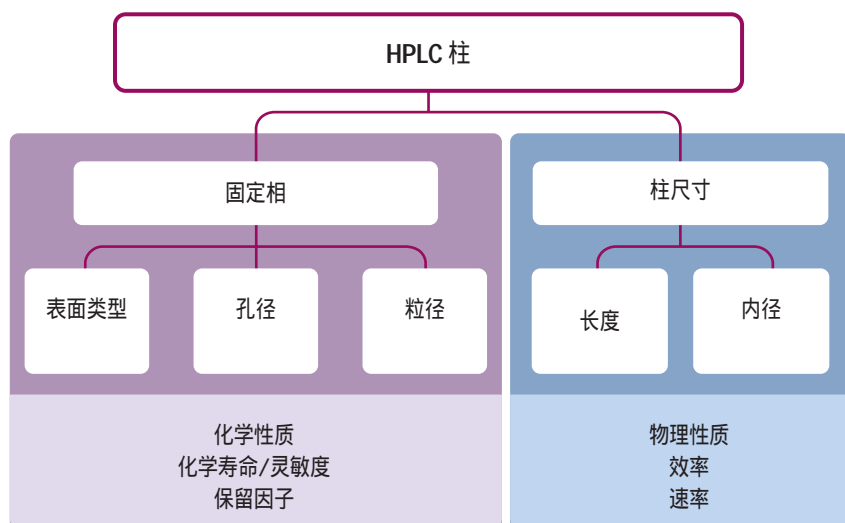 HPLC 柱
固定相
柱尺寸
表面类型
孔径
粒径
长度
内径
化学性质
化学寿命/灵敏度
保留因子
物理性质
效率
速率